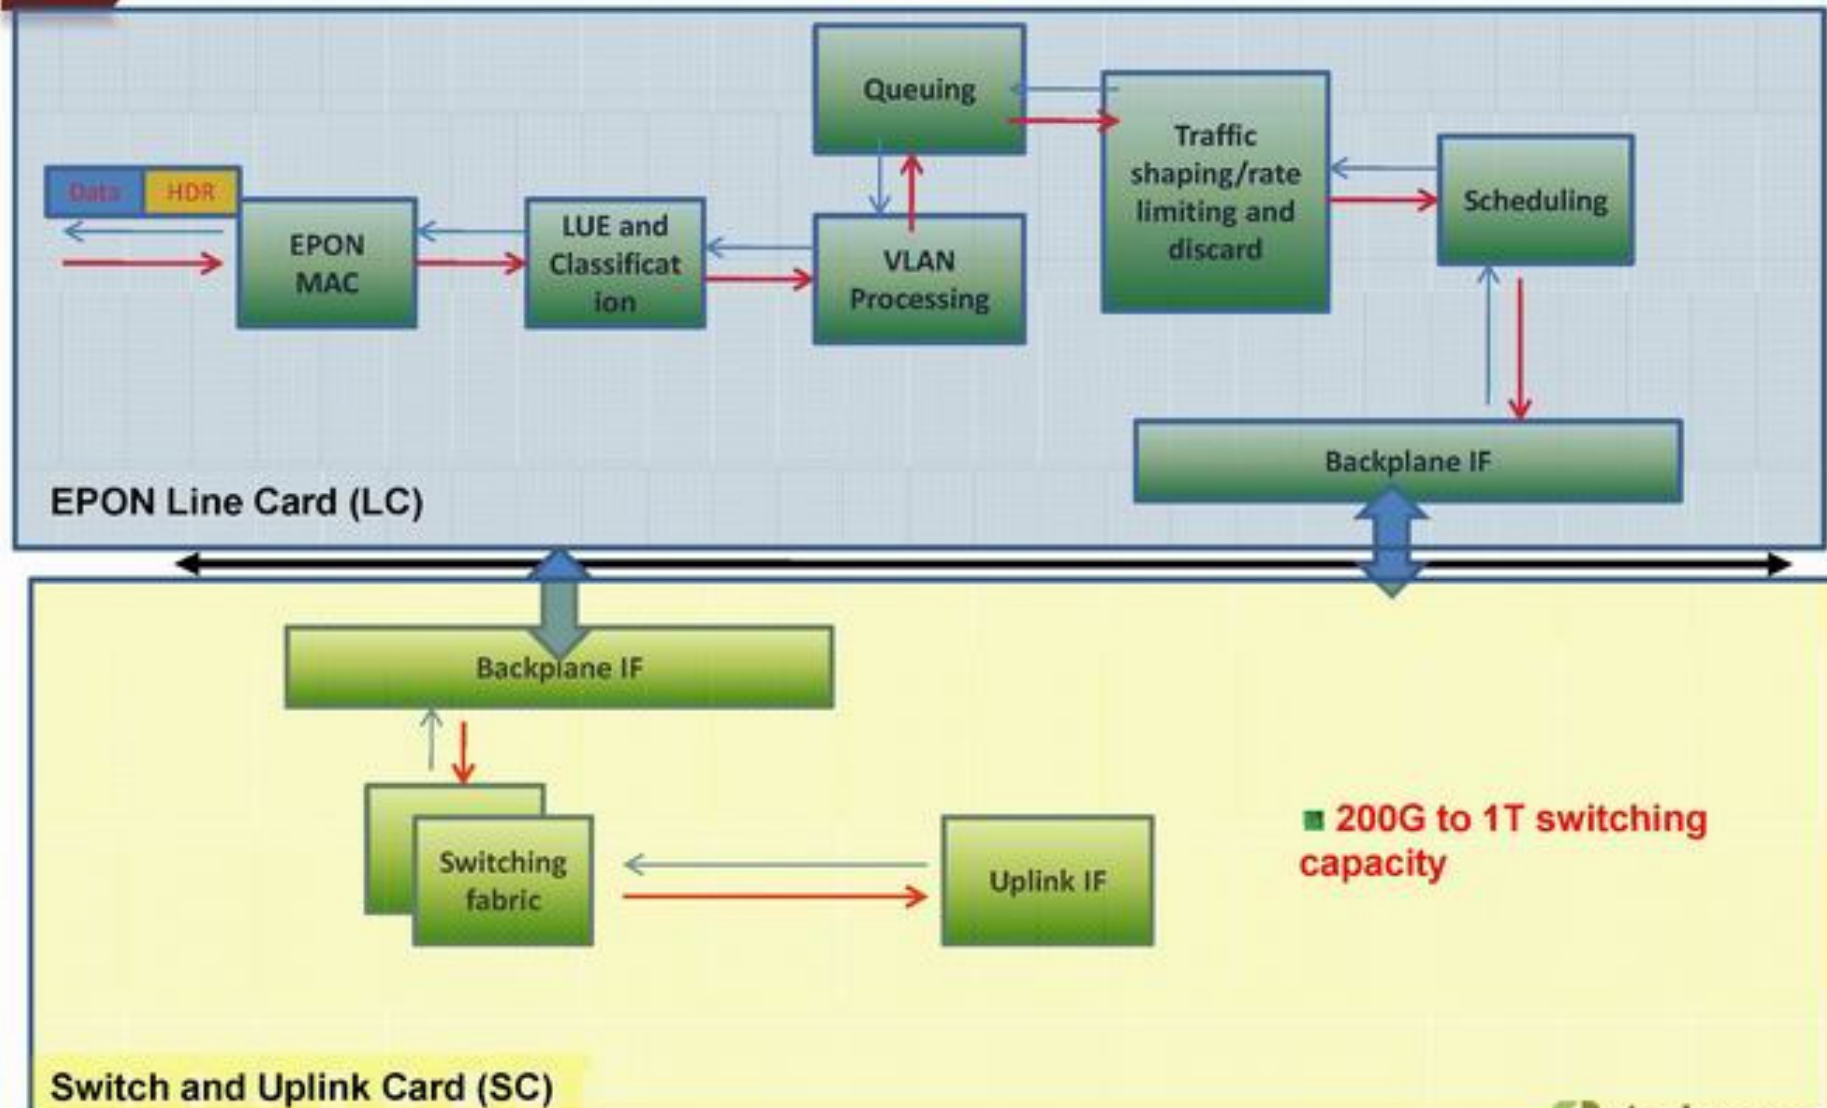 Queuing
Traffic
shaping/rate
limiting and
discard
Scheduling
Data
HDR
EPON
MAC
LUE and
Classificat
ion
VLAN
Processing
Backplane IF
EPON Line Card (LC)
Backplane IF
Switching
fabric
Uplink IF
200G to 1T switching
capacity
Switch and Uplink Card (SC)